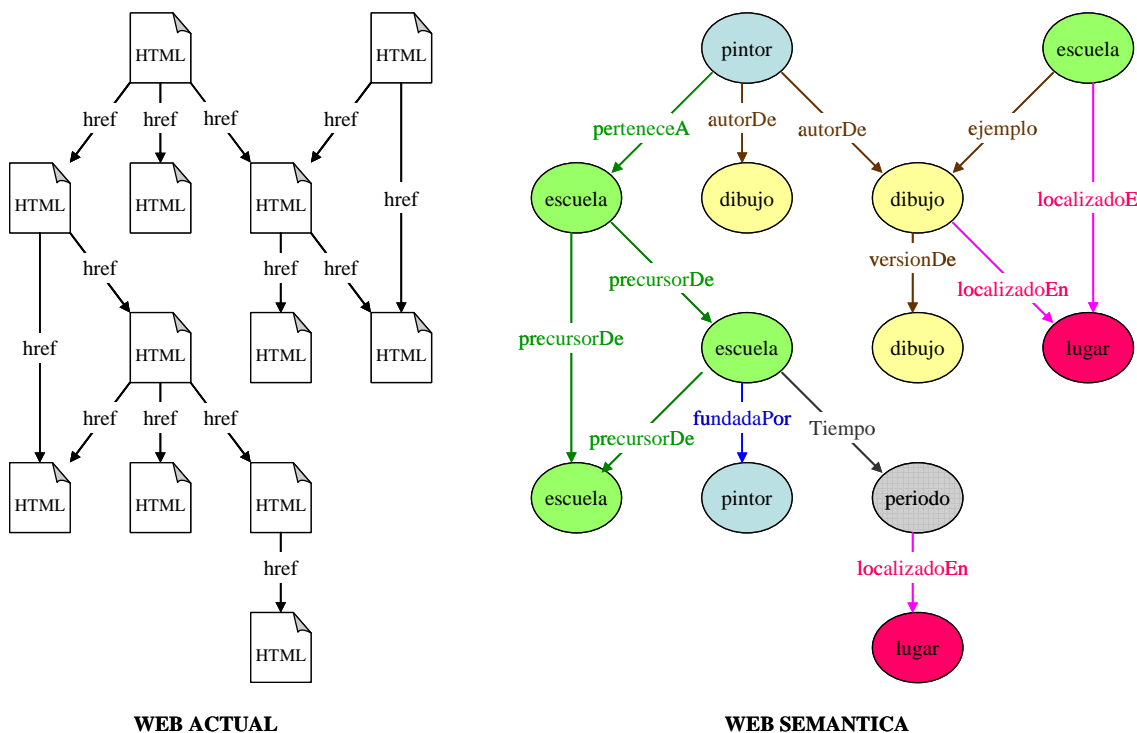 HTML
HTML
href
href
href
href
HTML
HTML
HTML
href
href
href
href
href
HTML
HTML
HTML
href
href
href
HTML
HTML
HTML
href
HTML
WEB ACTUAL
pintor
escuela
perteneceA
autorDe
autorDe
ejemplo
escuela
dibujo
dibujo
localizadoE
precursorDe
versionDe
localizadoEn
precursorDe
escuela
dibujo
lugar
precursorDe
fundadaPor
Tiempo
escuela
pintor
periodo
localizadoEn
lugar
WEB SEMANTICA